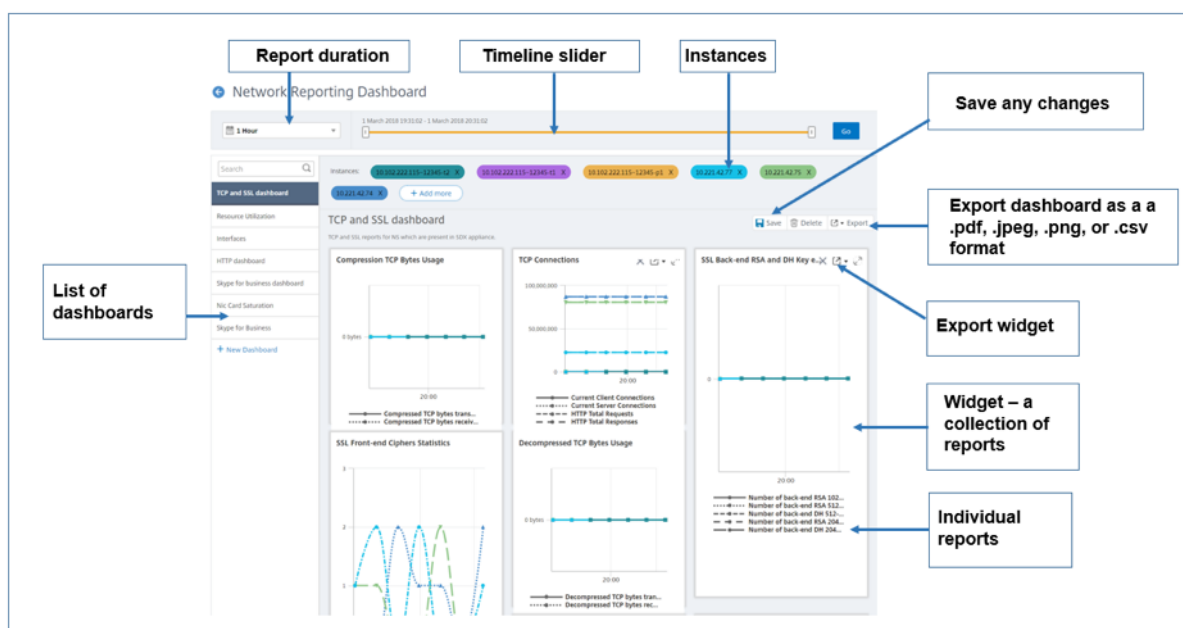 Report duration
Timeline slider
Instances
Save any changes
Network Reporting Dashboard
1 Hour
1 March 2018 19:31:02 - 1 March 2018 20:31:02
Go
Search
Instances:
10.102.222.115-12345-t2 X
10.102.222.115-12345-t1 X
10.102.222.115-12345-p1 X
10.221.42.77 X
10.221.42.75 X
10.221.42.74 X
+ Add more
TCP and SSL dashboard
Resource Utilization
Interfaces
HTTP dashboard
Skype for business dashboard
Nic Card Saturation
Skype for Business
+ New Dashboard
List of
dashboards
TCP and SSL dashboard
TCP and SSL reports for NS which are present in SDX appliance.
Save
Delete
Export
Export dashboard as a a
.pdf, .jpeg, .png, or .csv
format
Compression TCP Bytes Usage
0 bytes
20:00
Compressed TCP bytes trans...
Compressed TCP bytes receiv...
TCP Connections
100,000,000
50,000,000
0
20:00
Current Client Connections
Current Server Connections
HTTP Total Requests
HTTP Total Responses
SSL Back-end RSA and DH Key e...
0
20:00
Number of back-end RSA 102...
Number of back-end RSA 512...
Number of back-end DH 512-...
Number of back-end RSA 204...
Number of back-end DH 204...
Export widget
Widget – a
collection of
reports
Individual
reports
SSL Front-end Ciphers Statistics
3
2
1
Decompressed TCP Bytes Usage
0 bytes
20:00
Decompressed TCP bytes tran...
Decompressed TCP bytes rec...